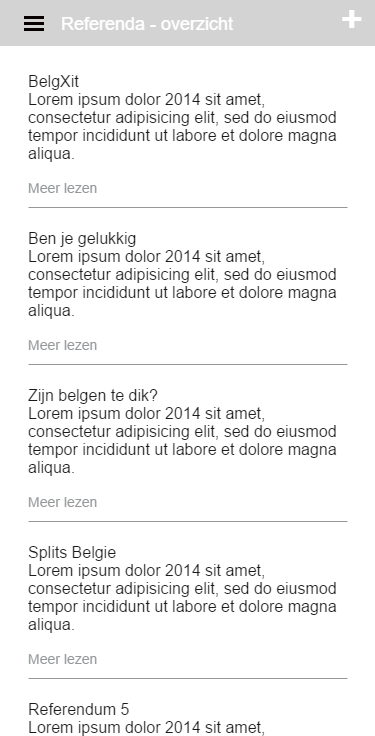 Referenda - overzicht
BelgXit
Lorem ipsum dolor 2014 sit amet,
consectetur adipisicing elit, sed do eiusmod
tempor incididunt ut labore et dolore magna
aliqua.
Meer lezen
Ben je gelukkig
Lorem ipsum dolor 2014 sit amet,
consectetur adipisicing elit, sed do eiusmod
tempor incididunt ut labore et dolore magna
aliqua.
Meer lezen
Zijn belgen te dik?
Lorem ipsum dolor 2014 sit amet,
consectetur adipisicing elit, sed do eiusmod
tempor incididunt ut labore et dolore magna
aliqua.
Meer lezen
Splits Belgie
Lorem ipsum dolor 2014 sit amet,
consectetur adipisicing elit, sed do eiusmod
tempor incididunt ut labore et dolore magna
aliqua.
Meer lezen
Referendum 5
Lorem ipsum dolor 2014 sit amet,